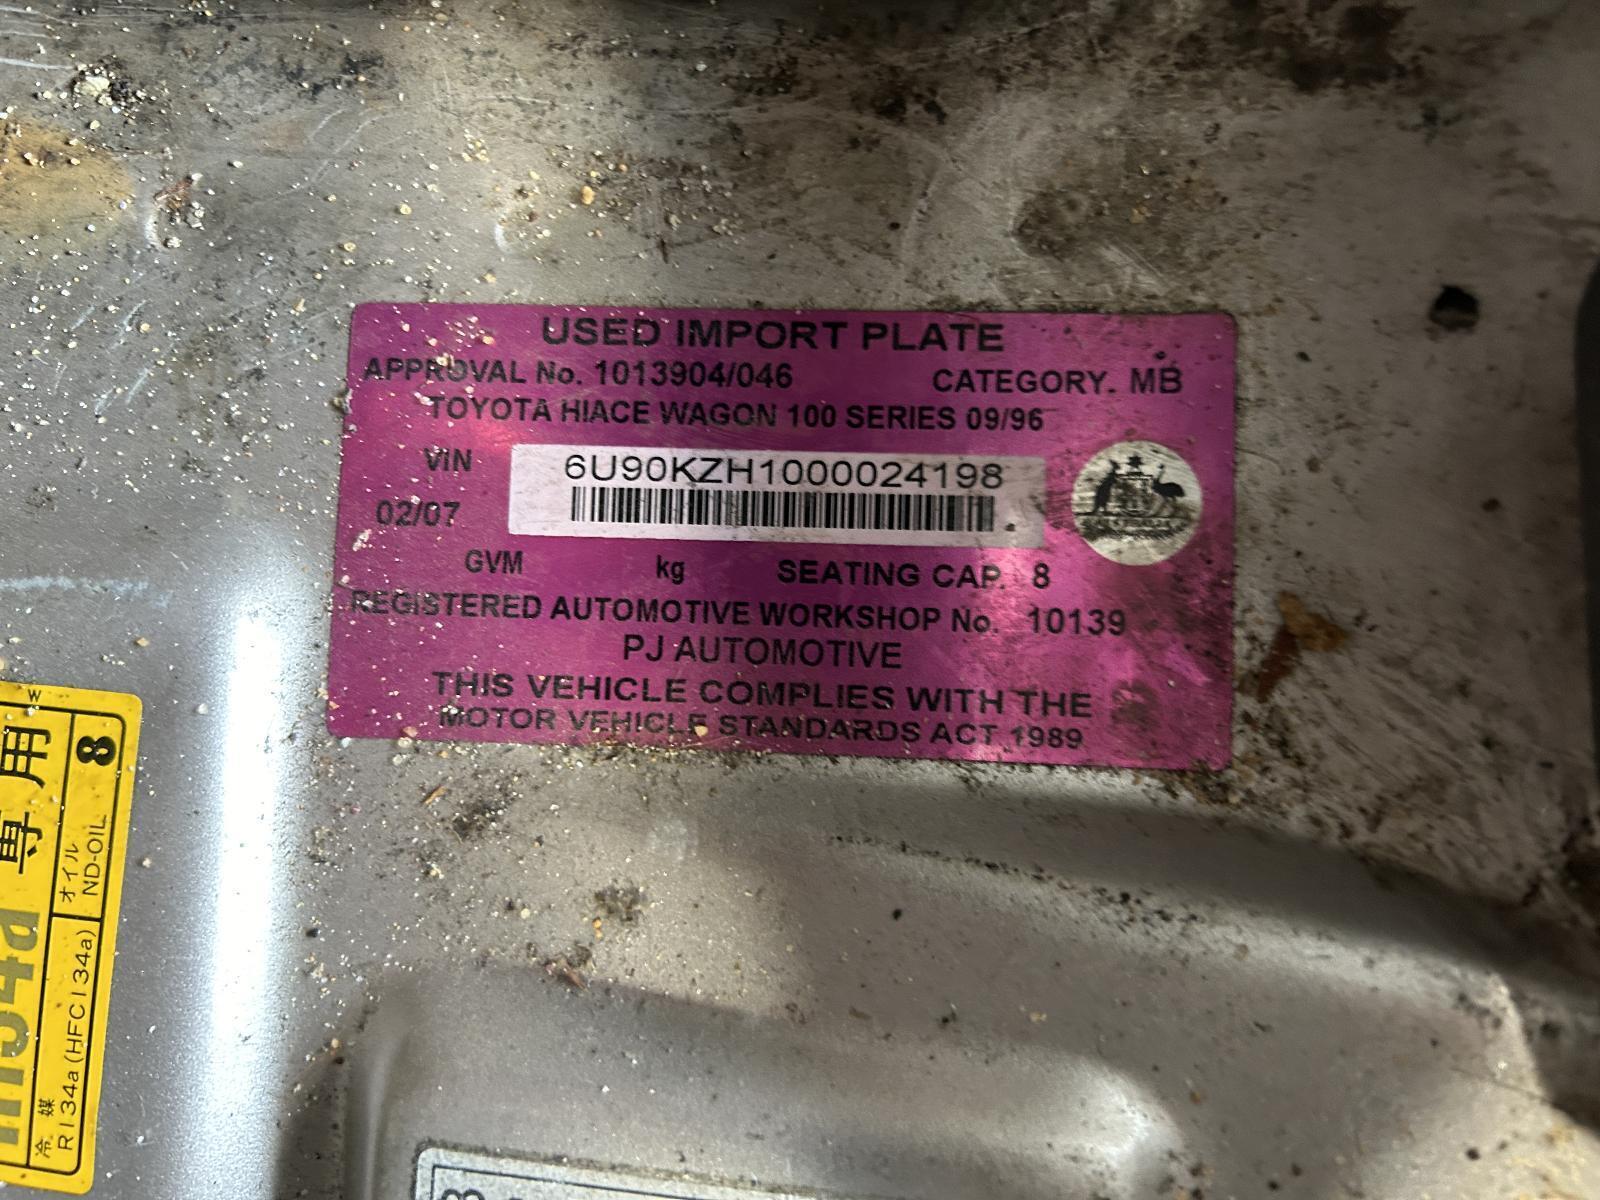 USED IMPORT PLATE
APPROVAL No. 1013904/046 CATEGORY. MB
TOYOTA HIACE WAGON 100 SERIES 09/96
VIN 6U90KZH1000024198
02/07
GVM kg SEATING CAP. 8
REGISTERED AUTOMOTIVE WORKSHOP No. 10139
PJ AUTOMOTIVE
THIS VEHICLE COMPLIES WITH THE
MOTOR VEHICLE STANDARDS ACT 1989
W
専用
冷媒 R134a (HFC134a)
オイル ND-OIL 8